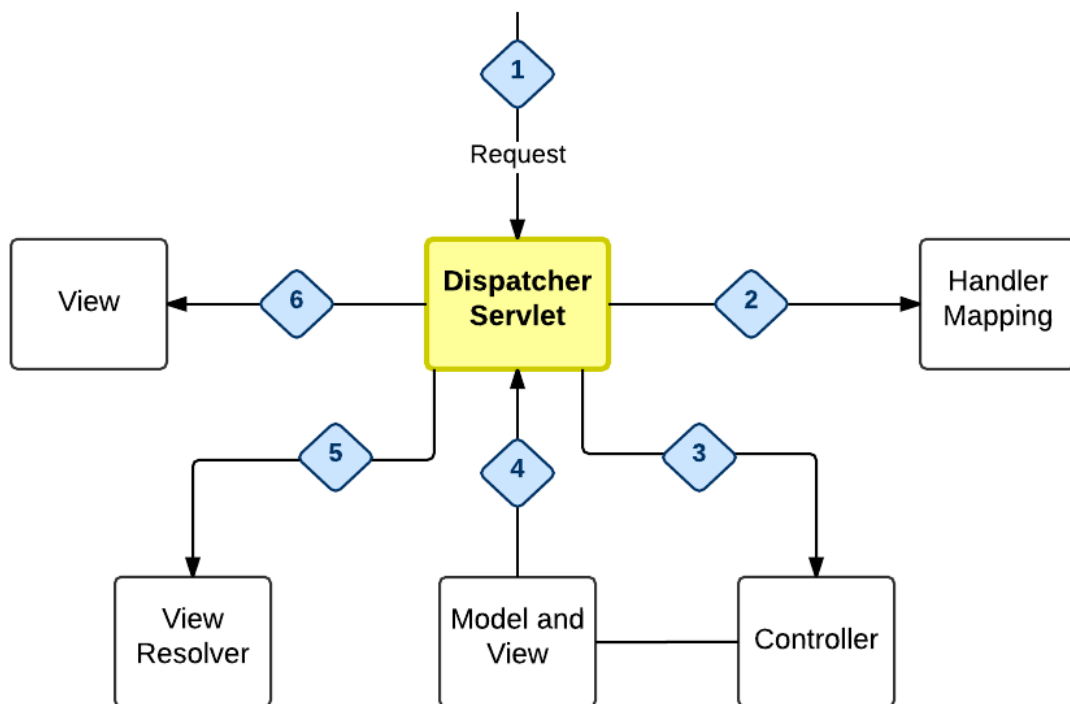 1
Request
View
6
Dispatcher
Servlet
2
Handler
Mapping
5
4
3
View
Resolver
Model and
View
Controller